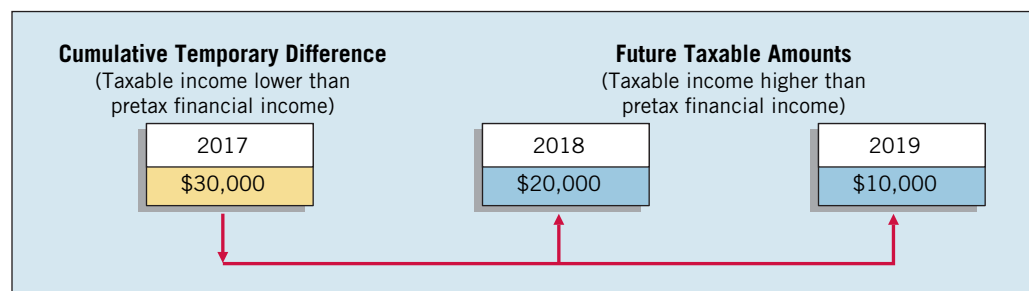 Cumulative Temporary Difference
(Taxable income lower than
pretax financial income)
Future Taxable Amounts
(Taxable income higher than
pretax financial income)
2017
2018
2019
$30,000
$20,000
$10,000